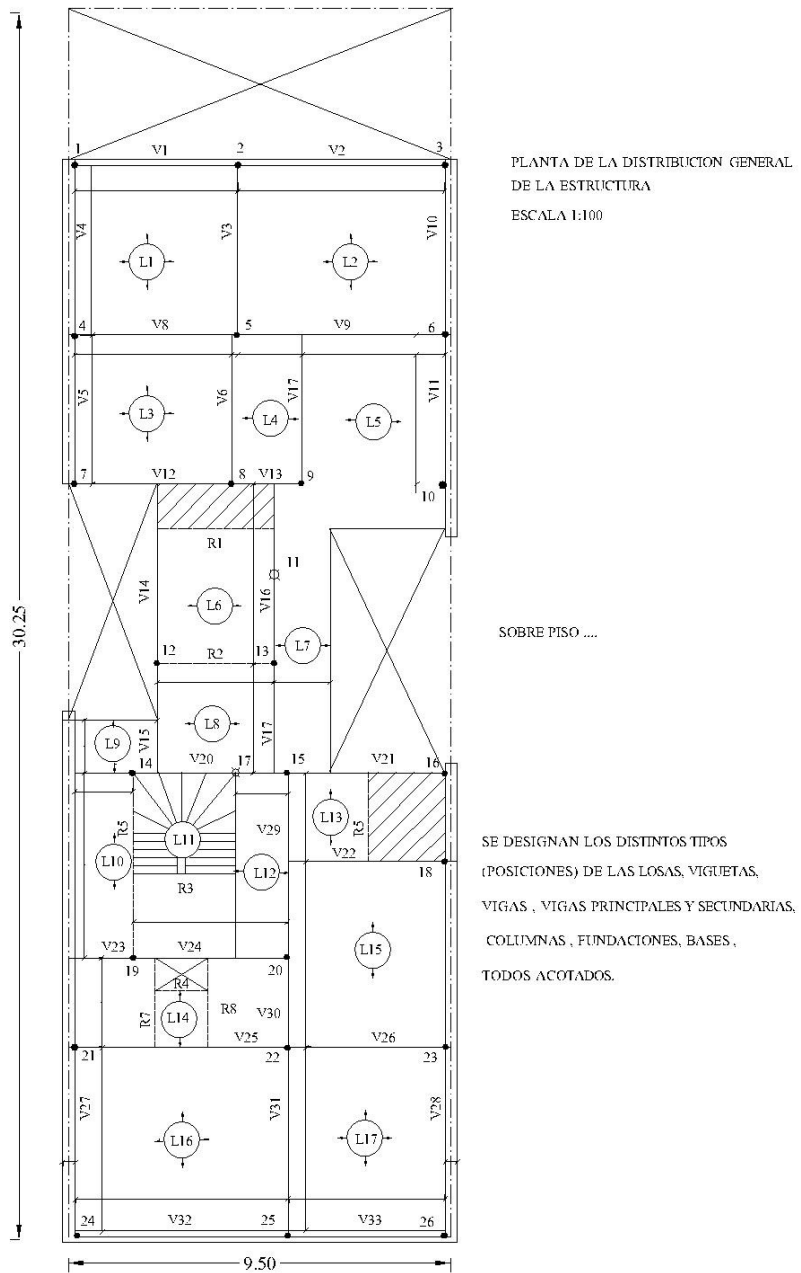 1 V1 2 V2 3
PLANTA DE LA DISTRIBUCION GENERAL
DE LA ESTRUCTURA
ESCALA 1:100
V4 V3 V10
L1 L2
4 V8 5 V9 6
V5 V6 V17 V11
L3 L4 L5
7 V12 8 V13 9
10
R1
11
V14 L6 V16
30.25
SOBRE PISO ....
12 R2 13 L7
L9 V15 L8 V17
14 V20 17 15 V21 16
R5 L11 V29 L13 R5
SE DESIGNAN LOS DISTINTOS TIPOS
V22
L10 L12 18
(POSICIONES) DE LAS LOSAS, VIGUETAS,
R3
VIGAS , VIGAS PRINCIPALES Y SECUNDARIAS,
COLUMNAS , FUNDACIONES, BASES ,
TODOS ACOTADOS.
V23 V24 L15
19 20
R4
R7 L14 R8 V30
V25 V26
21 22 23
V27 V31 V28
L16 L17
24 V32 25 V33 26
9.50